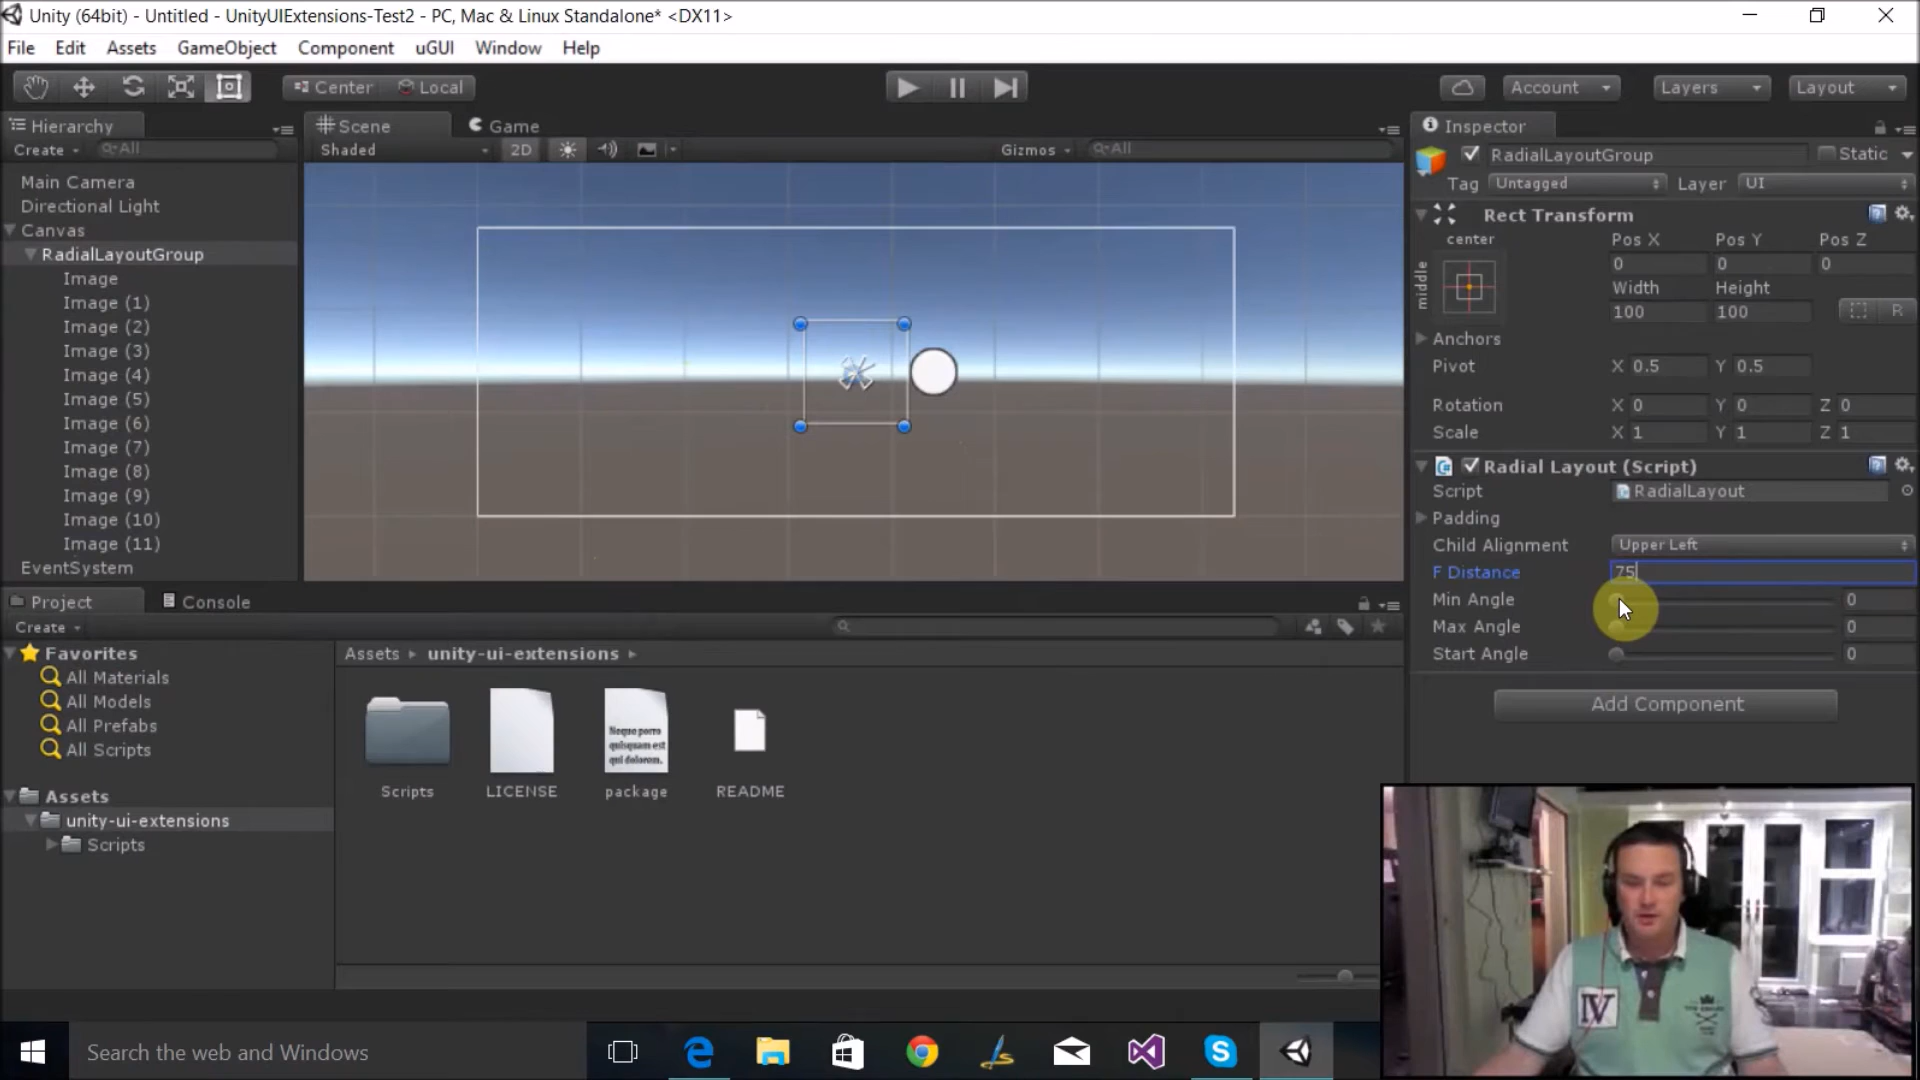 Unity (64bit) - Untitled - UnityUIExtensions-Test2 - PC, Mac & Linux Standalone* <DX11>
File Edit Assets GameObject Component uGUI Window Help
Center Local Account Layers Layout
Hierarchy Scene Game Inspector
Create All Shaded 2D Gizmos All
RadialLayoutGroup Static
Tag Untagged Layer UI
Main Camera
Directional Light
Canvas
RadialLayoutGroup
Image
Image (1)
Image (2)
Image (3)
Image (4)
Image (5)
Image (6)
Image (7)
Image (8)
Image (9)
Image (10)
Image (11)
EventSystem
Rect Transform
center Pos X Pos Y Pos Z
middle 0 0 0
Width Height
100 100 R
Anchors
Pivot X 0.5 Y 0.5
Rotation X 0 Y 0 Z 0
Scale X 1 Y 1 Z 1
Radial Layout (Script)
Script RadialLayout
Padding
Child Alignment Upper Left
F Distance 75
Min Angle 0
Max Angle 0
Start Angle 0
Add Component
Project Console
Create
Favorites
All Materials
All Models
All Prefabs
All Scripts
Assets
unity-ui-extensions
Scripts
Assets unity-ui-extensions
Neque porro
quisquam est
qui dolorem.
Scripts LICENSE package README
IV
Search the web and Windows